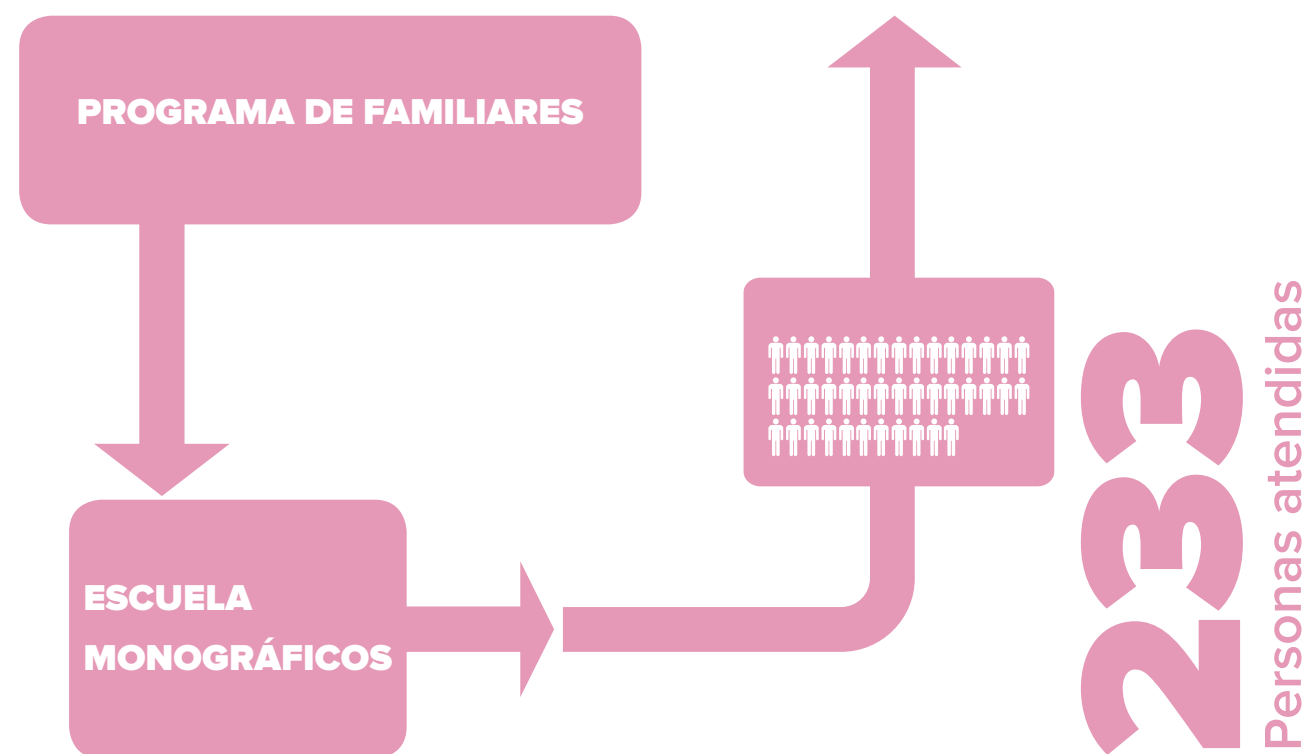 PROGRAMA DE FAMILIARES
ESCUELA
MONOGRÁFICOS
233
Personas atendidas